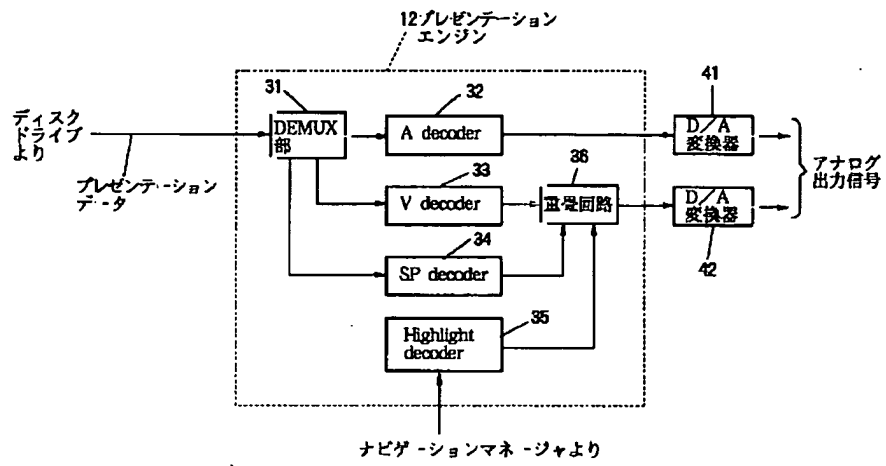 12プレゼンテーション
エンジン
31
32
41
ディスク
ドライブ
より
DEMUX
部
A decoder
D/A
変換器
プレゼンテーション
データ
33
36
アナログ
出力信号
V decoder
重畳回路
D/A
変換器
34
42
SP decoder
35
Highlight
decoder
ナビゲーションマネージャより